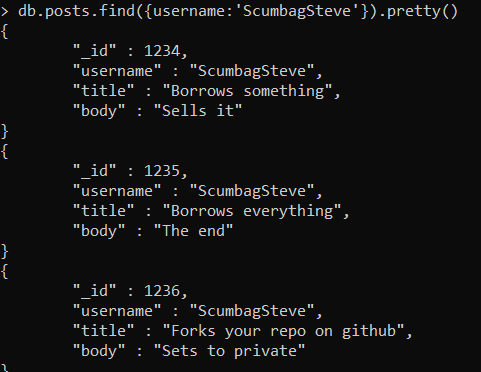 > db.posts.find({username:'ScumbagSteve'}).pretty()
{
        "_id" : 1234,
        "username" : "ScumbagSteve",
        "title" : "Borrows something",
        "body" : "Sells it"
}
{
        "_id" : 1235,
        "username" : "ScumbagSteve",
        "title" : "Borrows everything",
        "body" : "The end"
}
{
        "_id" : 1236,
        "username" : "ScumbagSteve",
        "title" : "Forks your repo on github",
        "body" : "Sets to private"
}